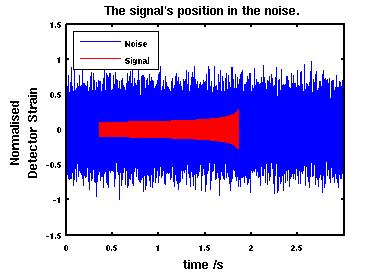 The signal's position in the noise.
1.5
Noise
Signal
1
0.5
0
-0.5
-1
-1.5
Normalised
Detector Strain
0 0.5 1 1.5 2 2.5
time /s